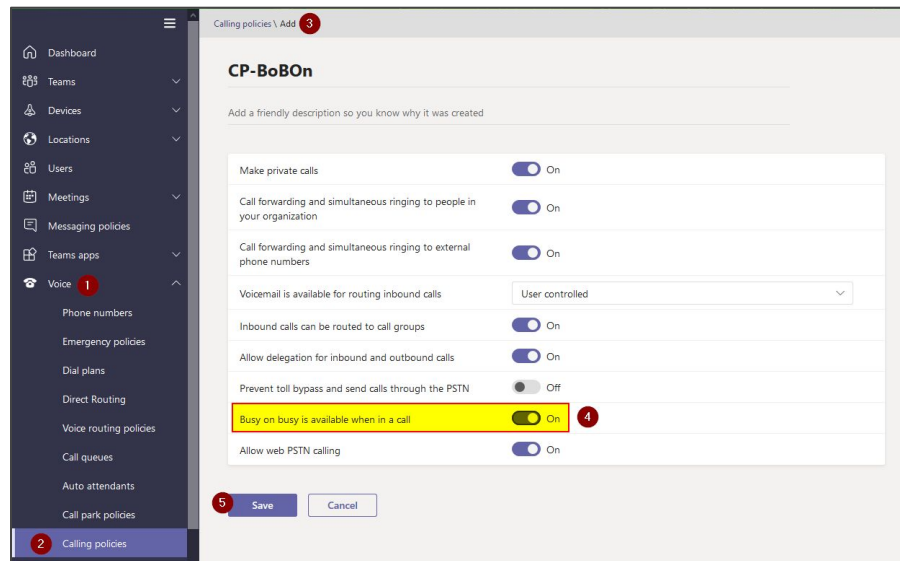 Calling policies \ Add 3
Dashboard
Teams
Devices
Locations
Users
Meetings
Messaging policies
Teams apps
Voice 1
Phone numbers
Emergency policies
Dial plans
Direct Routing
Voice routing policies
Call queues
Auto attendants
Call park policies
2 Calling policies
CP-BoBOn
Add a friendly description so you know why it was created
Make private calls On
Call forwarding and simultaneous ringing to people in
your organization On
Call forwarding and simultaneous ringing to external
phone numbers On
Voicemail is available for routing inbound calls User controlled
Inbound calls can be routed to call groups On
Allow delegation for inbound and outbound calls On
Prevent toll bypass and send calls through the PSTN Off
Busy on busy is available when in a call On 4
Allow web PSTN calling On
5 Save Cancel